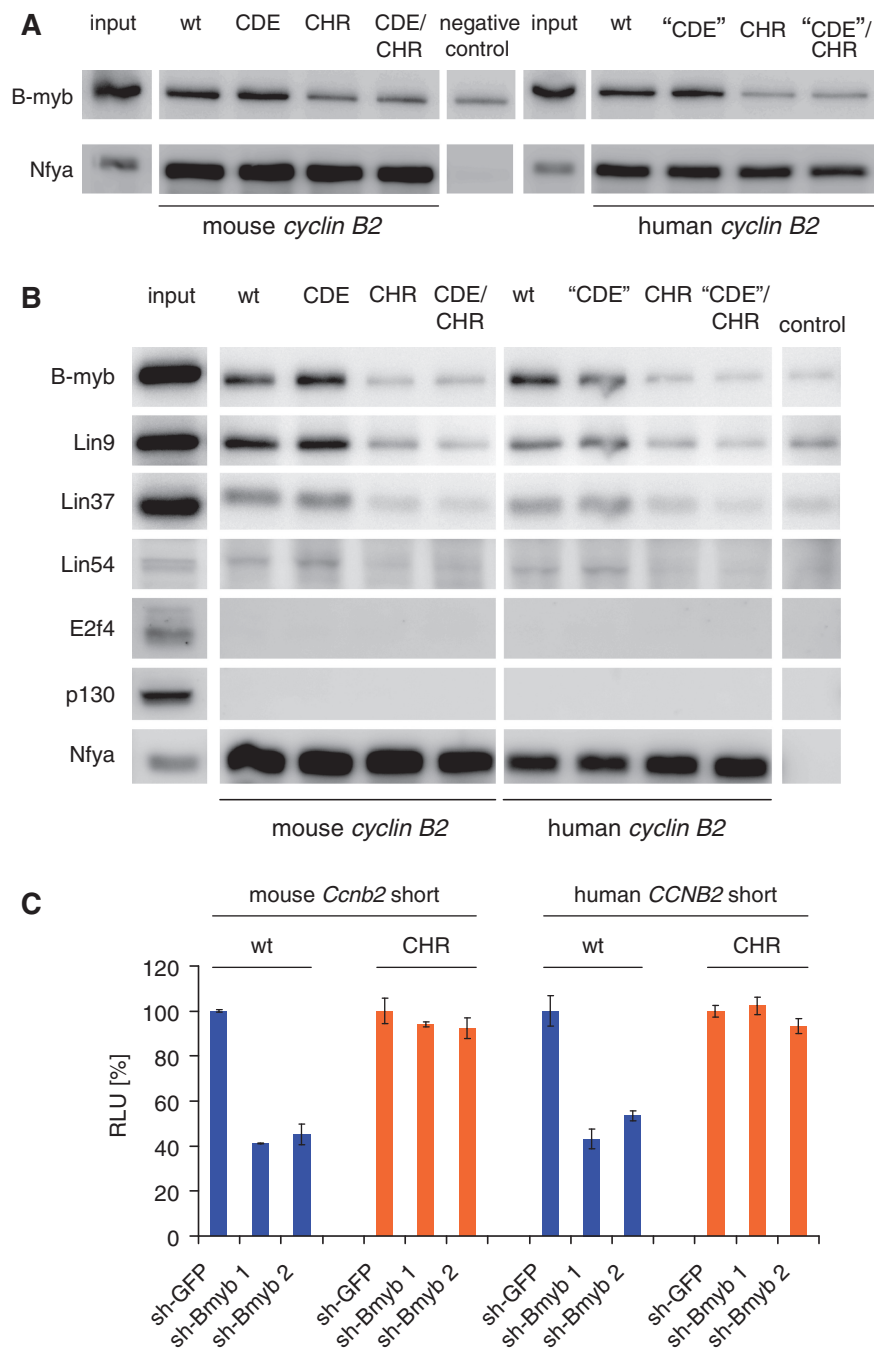 A
input wt CDE CHR CDE/ CHR negative control input wt "CDE" CHR "CDE"/ CHR
B-myb
Nfya
mouse cyclin B2 human cyclin B2
B
input wt CDE CHR CDE/ CHR wt “CDE” CHR “CDE”/ CHR control
B-myb
Lin9
Lin37
Lin54
E2f4
p130
Nfya
mouse cyclin B2 human cyclin B2
C
mouse Ccnb2 short human CCNB2 short
wt CHR wt CHR
RLU [%]
120
100
80
60
40
20
0
sh-GFP sh-Bmyb 1 sh-Bmyb 2 sh-GFP sh-Bmyb 1 sh-Bmyb 2 sh-GFP sh-Bmyb 1 sh-Bmyb 2 sh-GFP sh-Bmyb 1 sh-Bmyb 2